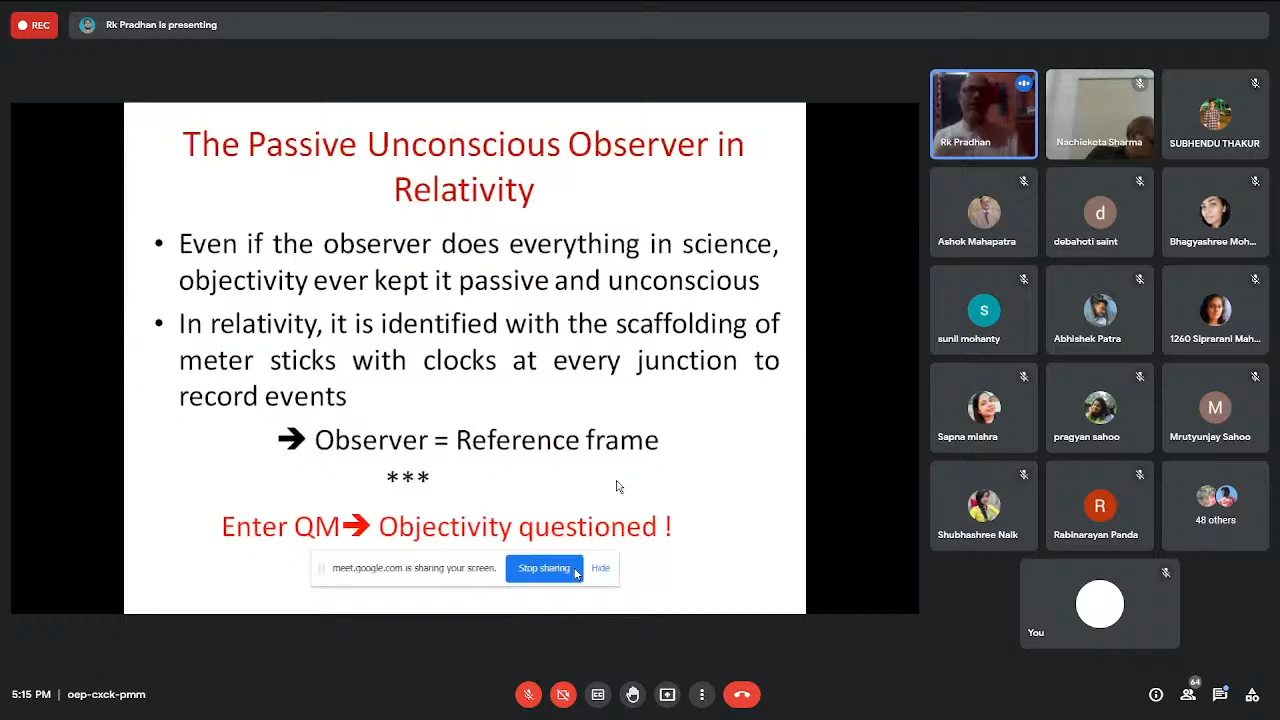 REC
Rk Pradhan is presenting
The Passive Unconscious Observer in
Relativity
• Even if the observer does everything in science,
objectivity ever kept it passive and unconscious
• In relativity, it is identified with the scaffolding of
meter sticks with clocks at every junction to
record events
➔ Observer = Reference frame
***
Enter QM➔ Objectivity questioned !
meet.google.com is sharing your screen.
Stop sharing
Hide
Rk Pradhan
Nachieketa Sharma
SUBHENDU THAKUR
Ashok Mahapatra
d
debahoti saint
Bhagyashree Moh...
s
sunil mohanty
Abhishek Patra
1260 Siprarani Mah...
Sapna mishra
pragyan sahoo
M
Mrutyunjay Sahoo
Shubhashree Naik
R
Rabinarayan Panda
48 others
You
5:15 PM | oep-cxck-pmm
64